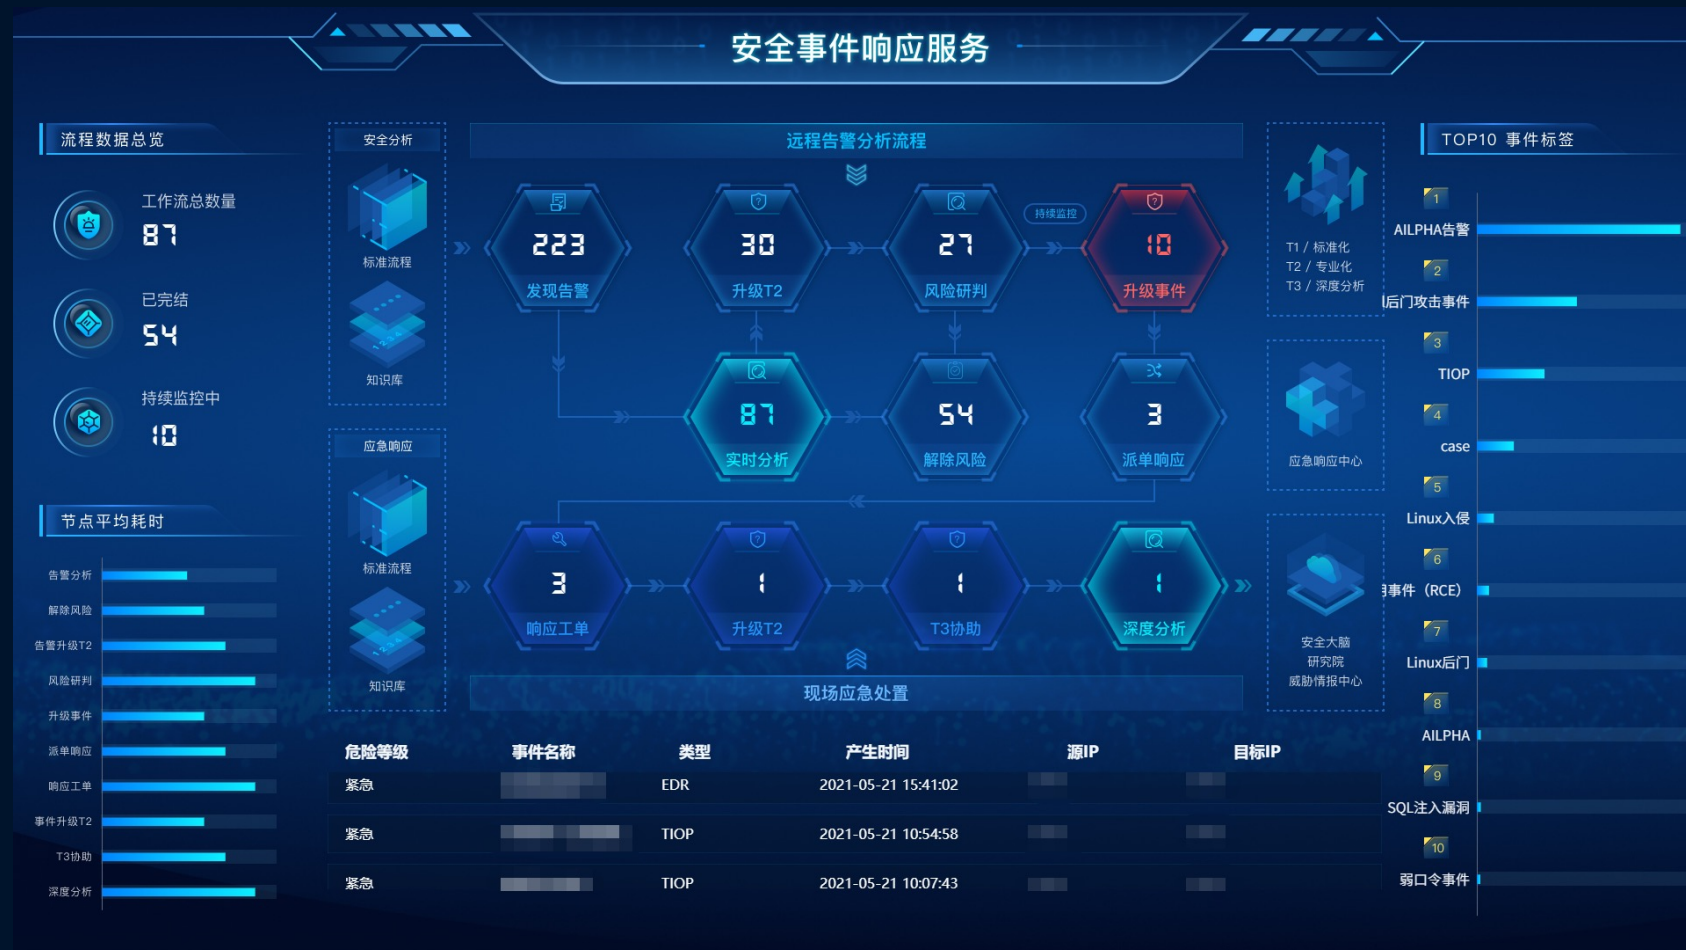 安全事件响应服务
流程数据总览
工作流总数量
87
已完结
54
持续监控中
10
节点平均耗时
告警分析
解除风险
告警升级T2
风险研判
升级事件
派单响应
响应工单
事件升级T2
T3协助
深度分析
安全分析
标准流程
知识库
应急响应
标准流程
知识库
远程告警分析流程
223
发现告警
30
升级T2
27
风险研判
持续监控
10
升级事件
87
实时分析
54
解除风险
3
派单响应
3
响应工单
1
升级T2
1
T3协助
1
深度分析
现场应急处置
T1 / 标准化
T2 / 专业化
T3 / 深度分析
应急响应中心
安全大脑
研究院
威胁情报中心
危险等级 事件名称 类型 产生时间 源IP 目标IP
紧急 EDR 2021-05-21 15:41:02
紧急 TIOP 2021-05-21 10:54:58
紧急 TIOP 2021-05-21 10:07:43
TOP10 事件标签
1
AILPHA告警
2
后门攻击事件
3
TIOP
4
case
5
Linux入侵
6
事件（RCE）
7
Linux后门
8
AILPHA
9
SQL注入漏洞
10
弱口令事件